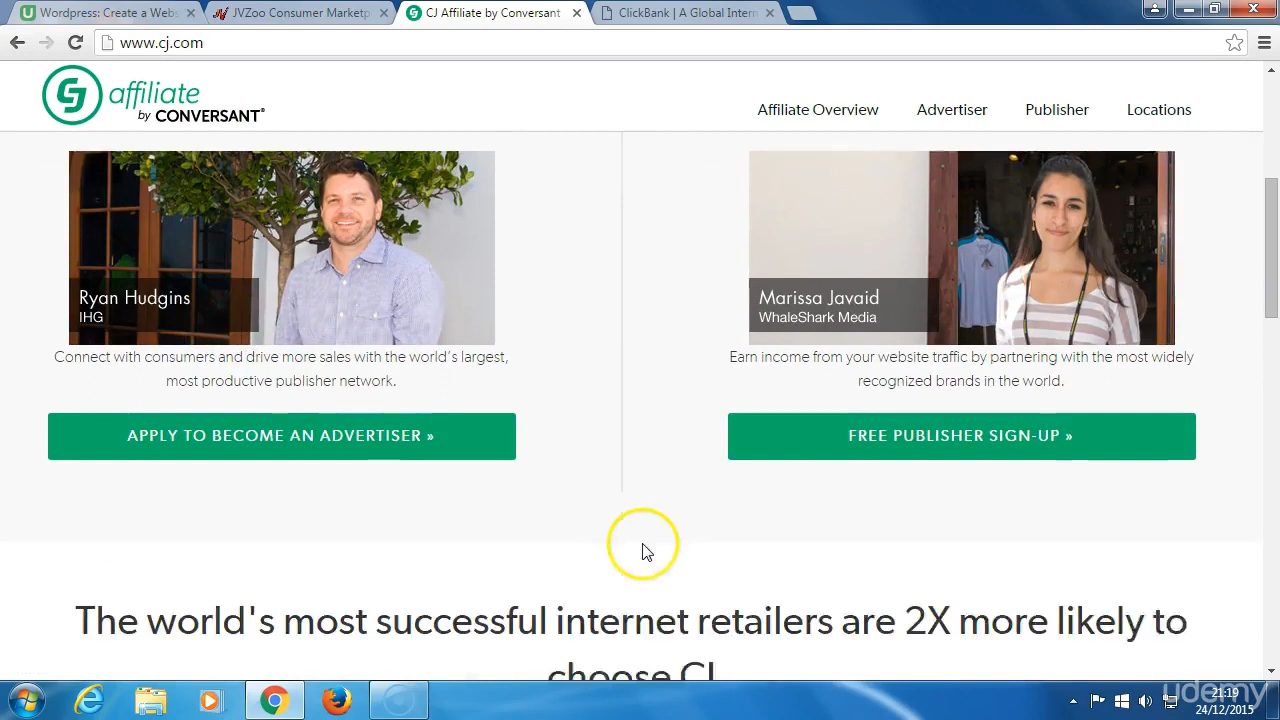 Wordpress: Create a Webs
JVZoo Consumer Marketp
CJ Affiliate by Conversant
ClickBank | A Global Intern
www.cj.com
CJ affiliate
by CONVERSANT®
Affiliate Overview
Advertiser
Publisher
Locations
Ryan Hudgins
IHG
Connect with consumers and drive more sales with the world's largest,
most productive publisher network.
APPLY TO BECOME AN ADVERTISER »
Marissa Javaid
WhaleShark Media
Earn income from your website traffic by partnering with the most widely
recognized brands in the world.
FREE PUBLISHER SIGN-UP »
The world's most successful internet retailers are 2X more likely to
choose CJ
udemy
21:19
24/12/2015